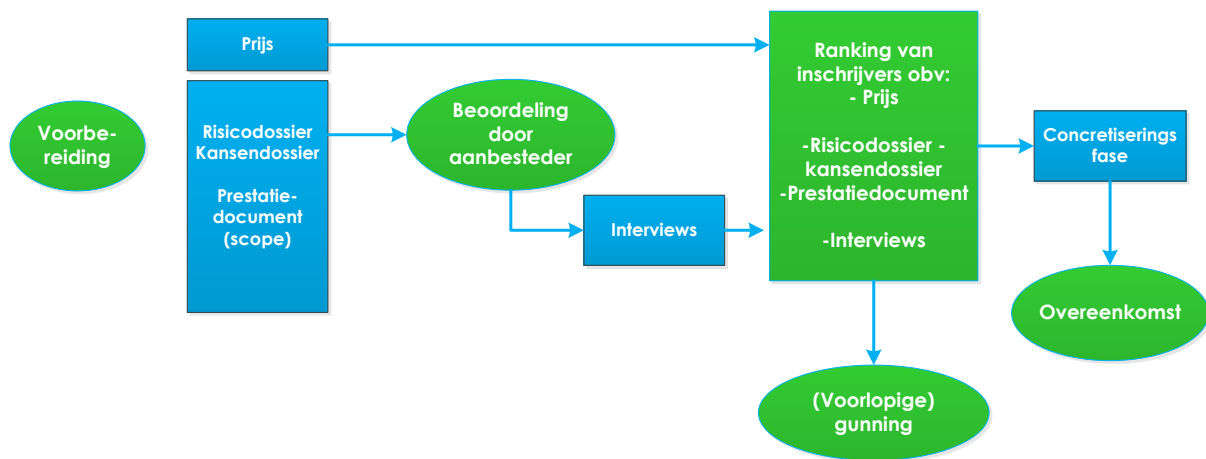 Voorbe-
reiding
Prijs
Risicodossier
Kansendossier
Prestatie-
document
(scope)
Beoordeling
door
aanbesteder
Interviews
Ranking van
inschrijvers obv:
- Prijs
-Risicodossier -
kansendossier
-Prestatiedocument
-Interviews
(Voorlopige)
gunning
Concretiserings
fase
Overeenkomst